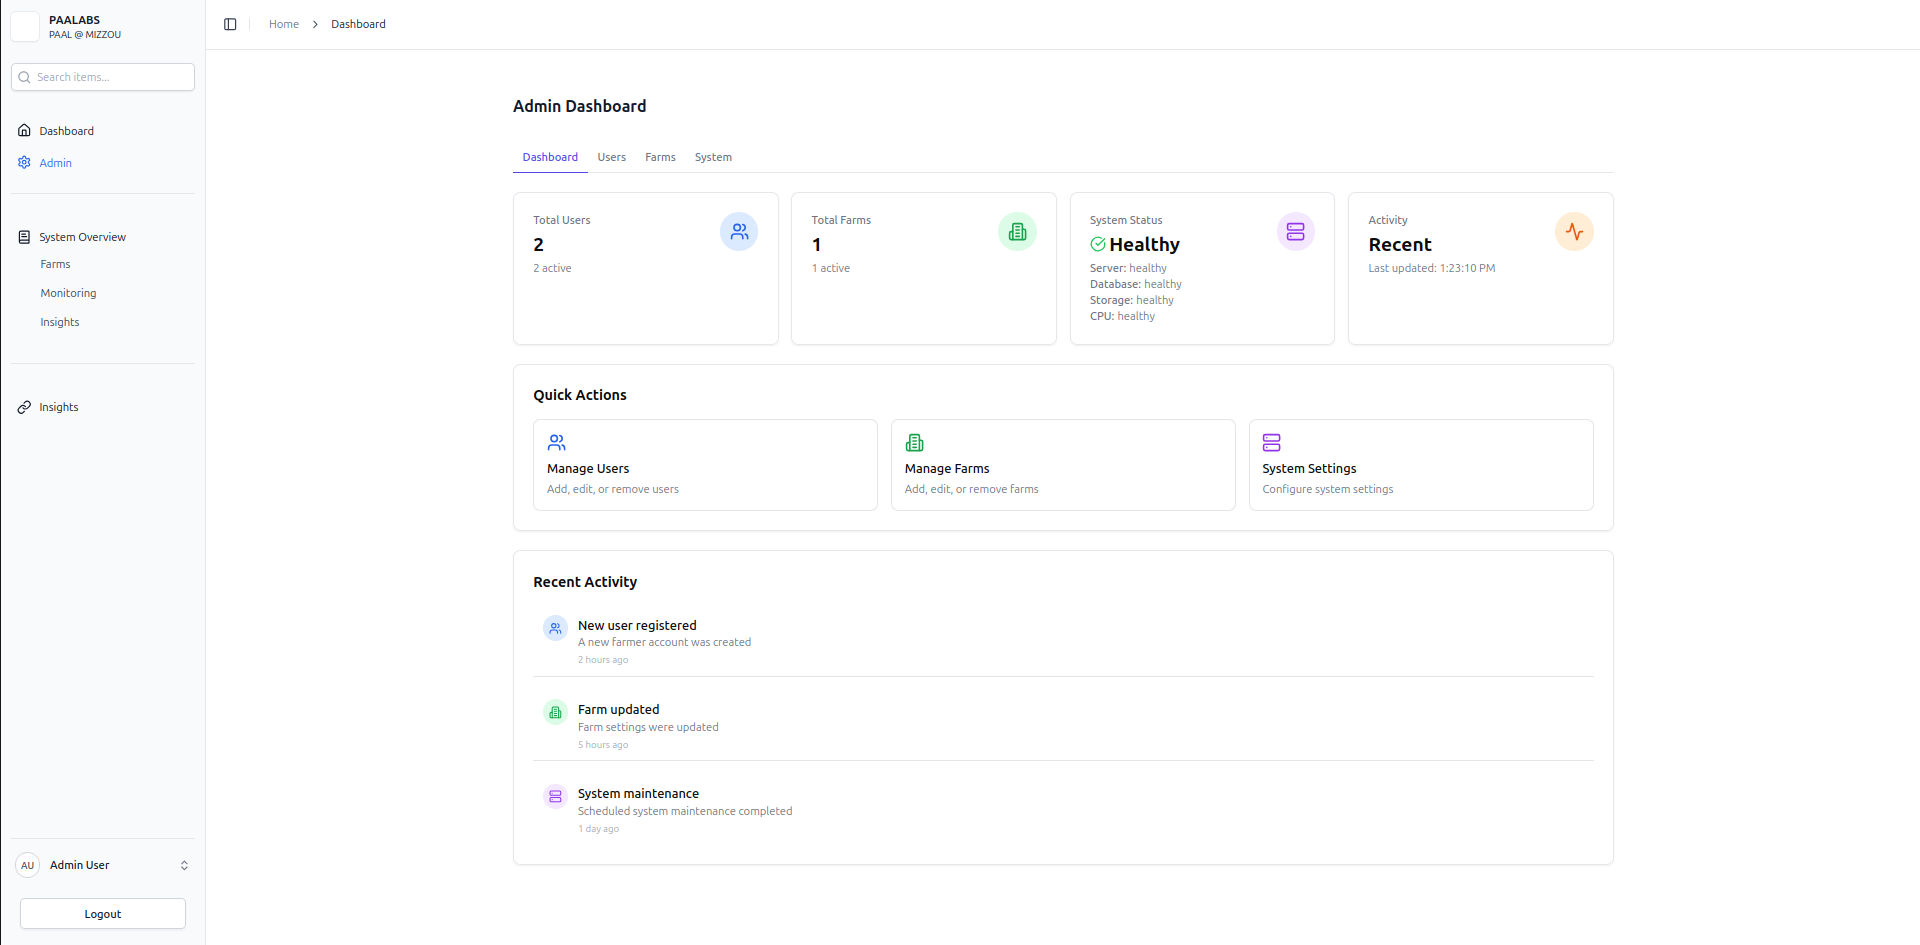 PAALABS
PAAL @ MIZZOU
Search items...
Dashboard
Admin
System Overview
Farms
Monitoring
Insights
Insights
AU
Admin User
Logout
Home
Dashboard
Admin Dashboard
Dashboard
Users
Farms
System
Total Users
2
2 active
Total Farms
1
1 active
System Status
Healthy
Server: healthy
Database: healthy
Storage: healthy
CPU: healthy
Activity
Recent
Last updated: 1:23:10 PM
Quick Actions
Manage Users
Add, edit, or remove users
Manage Farms
Add, edit, or remove farms
System Settings
Configure system settings
Recent Activity
New user registered
A new farmer account was created
2 hours ago
Farm updated
Farm settings were updated
5 hours ago
System maintenance
Scheduled system maintenance completed
1 day ago